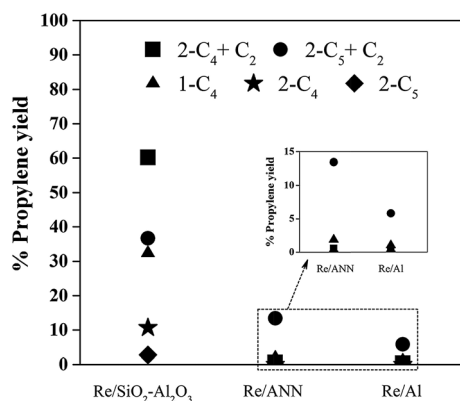 100
90
80
70
60
50
40
30
20
10
0
% Propylene yield
2-C₄+ C₂ 2-C₅+ C₂
1-C₄ 2-C₄ 2-C₅
15
10
5
0
% Propylene yield
Re/ANN Re/Al
Re/SiO₂-Al₂O₃ Re/ANN Re/Al